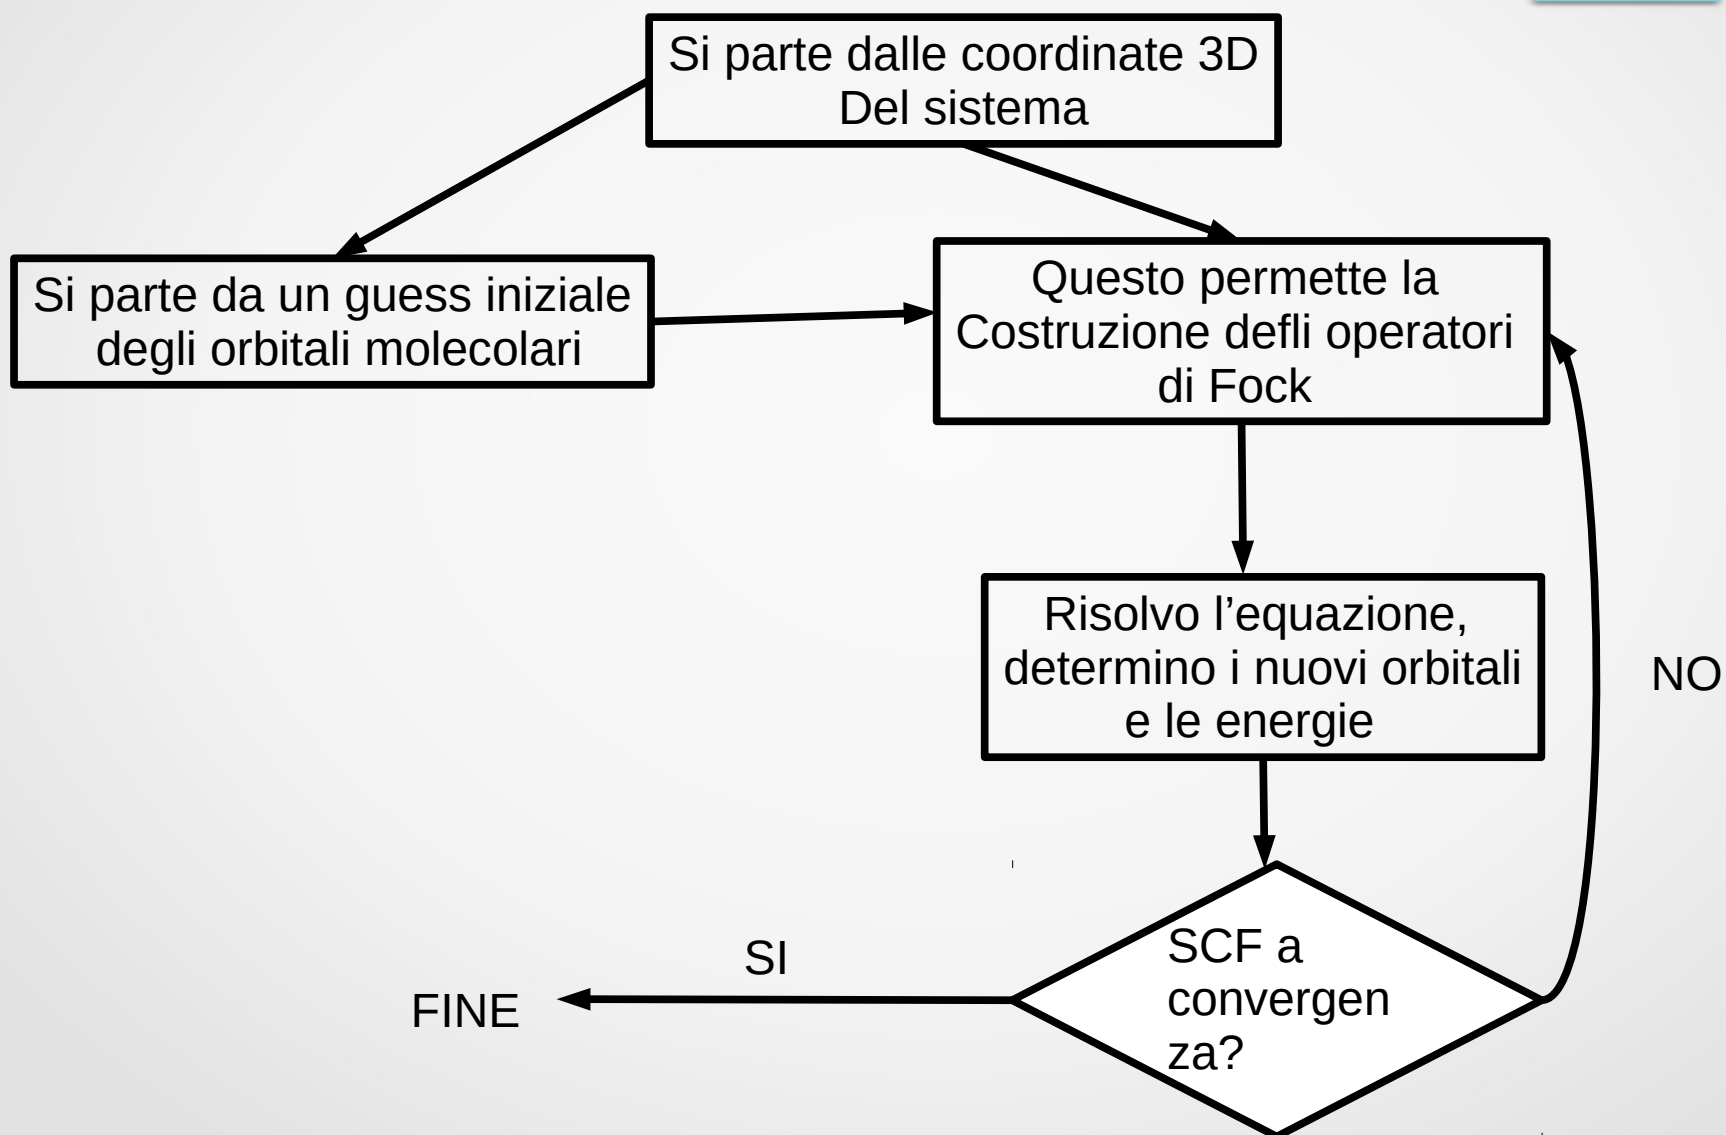 Si parte dalle coordinate 3D
Del sistema
Si parte da un guess iniziale
degli orbitali molecolari
Questo permette la
Costruzione defli operatori
di Fock
Risolvo l’equazione,
determino i nuovi orbitali
e le energie
NO
SCF a
convergen
za?
SI
FINE